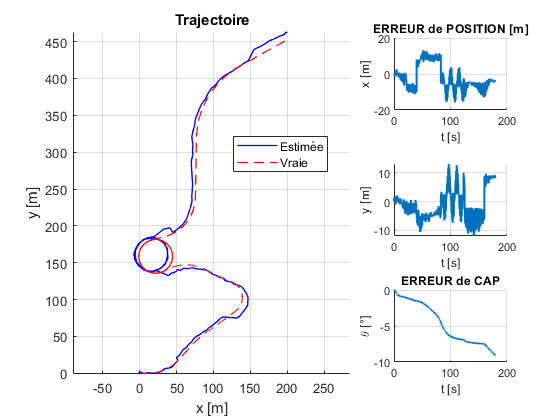 Trajectoire
450
400
350
300
250
200
150
100
50
0
y [m]
-50
0
50
100
150
200
250
x [m]
Estimée
Vraie
ERREUR de POSITION [m]
20
0
-20
x [m]
0
100
200
t [s]
10
0
-10
y [m]
0
100
200
t [s]
ERREUR de CAP
0
-5
-10
θ [°]
0
100
200
t [s]